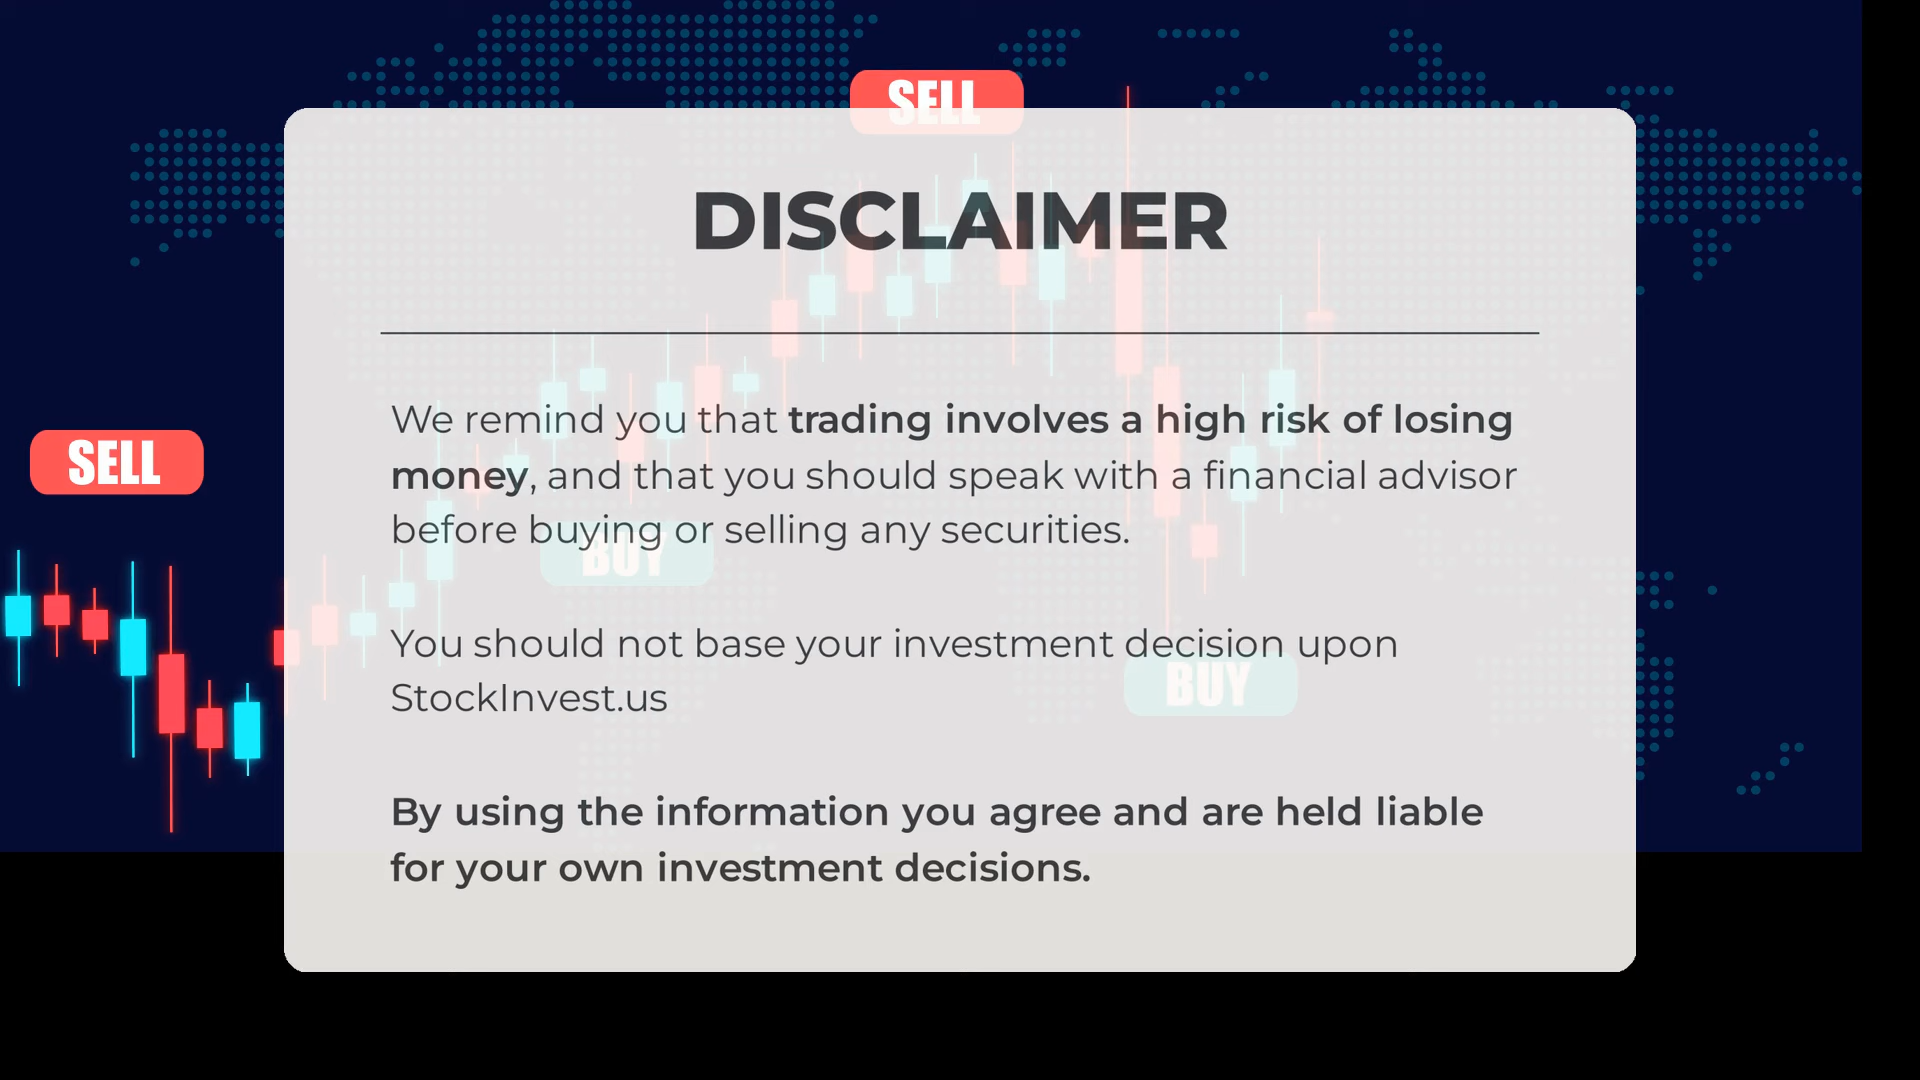 SELL
DISCLAIMER
We remind you that trading involves a high risk of losing
money, and that you should speak with a financial advisor
before buying or selling any securities.
SELL
BUY
You should not base your investment decision upon
StockInvest.us
BUY
By using the information you agree and are held liable
for your own investment decisions.